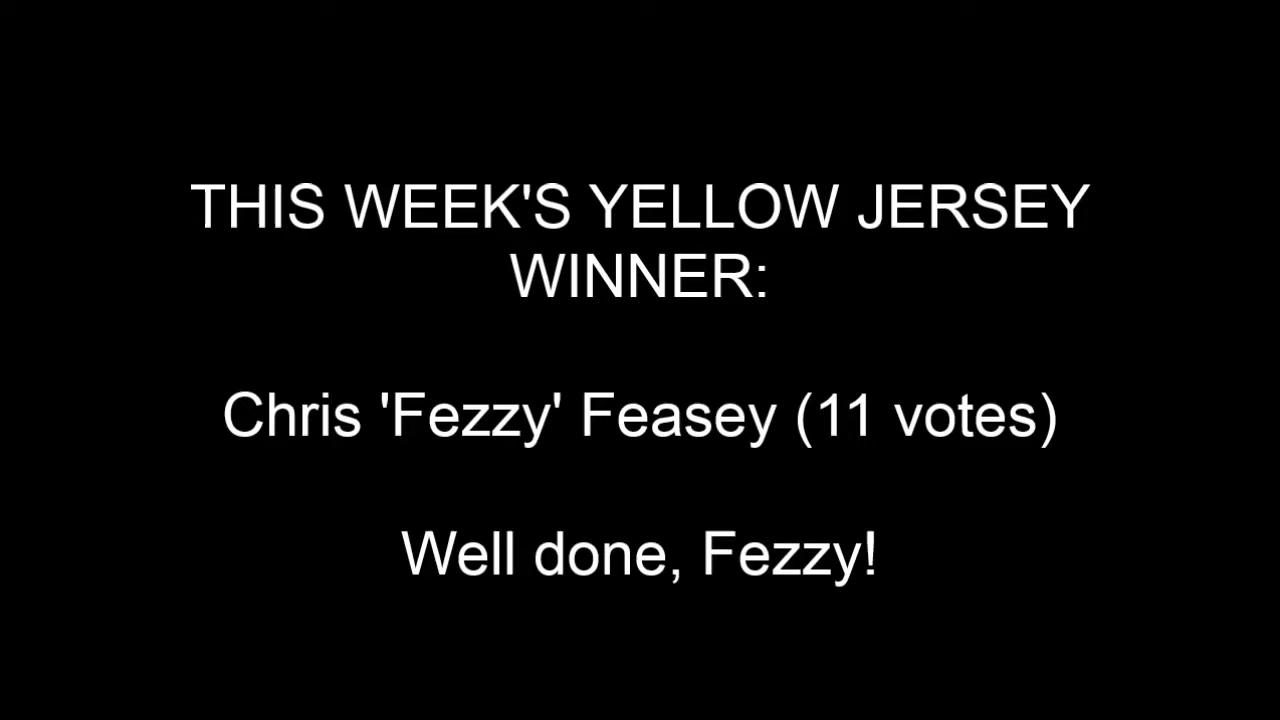 THIS WEEK'S YELLOW JERSEY
WINNER:
Chris 'Fezzy' Feasey (11 votes)
Well done, Fezzy!